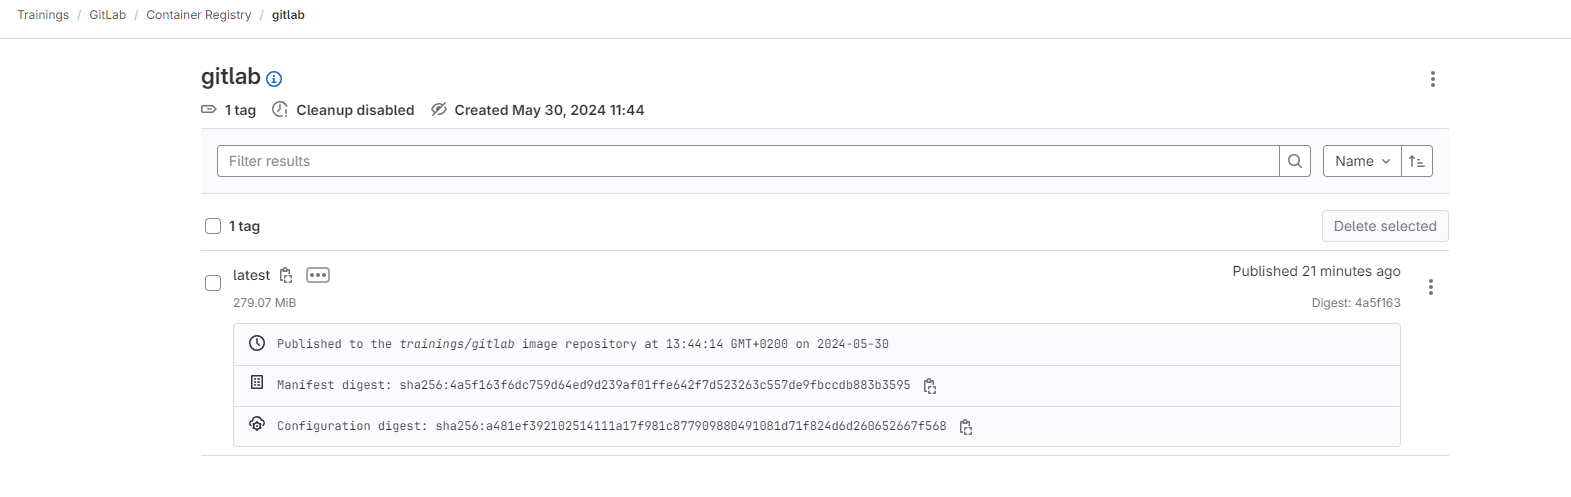 Trainings / GitLab / Container Registry / gitlab
gitlab
1 tag Cleanup disabled Created May 30, 2024 11:44
Filter results Name
1 tag Delete selected
latest Published 21 minutes ago
279.07 MiB Digest: 4a5f163
Published to the trainings/gitlab image repository at 13:44:14 GMT+0200 on 2024-05-30
Manifest digest: sha256:4a5f163f6dc759d64ed9d239af01ffe642f7d523263c557de9fbccdb883b3595
Configuration digest: sha256:a481ef392102514111a17f981c877909880491081d71f824d6d260652667f568